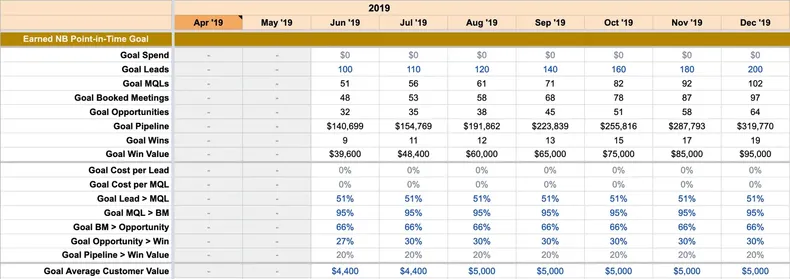 2019
Apr '19 May '19 Jun '19 Jul '19 Aug '19 Sep '19 Oct '19 Nov '19 Dec '19
Earned NB Point-in-Time Goal
Goal Spend - - $0 $0 $0 $0 $0 $0 $0
Goal Leads - - 100 110 120 140 160 180 200
Goal MQLs - - 51 56 61 71 82 92 102
Goal Booked Meetings - - 48 53 58 68 78 87 97
Goal Opportunities - - 32 35 38 45 51 58 64
Goal Pipeline - - $140,699 $154,769 $191,862 $223,839 $255,816 $287,793 $319,770
Goal Wins - - 9 11 12 13 15 17 19
Goal Win Value - - $39,600 $48,400 $60,000 $65,000 $75,000 $85,000 $95,000
Goal Cost per Lead - - 0% 0% 0% 0% 0% 0% 0%
Goal Cost per MQL - - 0% 0% 0% 0% 0% 0% 0%
Goal Lead > MQL - - 51% 51% 51% 51% 51% 51% 51%
Goal MQL > BM - - 95% 95% 95% 95% 95% 95% 95%
Goal BM > Opportunity - - 66% 66% 66% 66% 66% 66% 66%
Goal Opportunity > Win - - 27% 30% 30% 30% 30% 30% 30%
Goal Pipeline > Win Value - - 20% 20% 20% 20% 20% 20% 20%
Goal Average Customer Value - - $4,400 $4,400 $5,000 $5,000 $5,000 $5,000 $5,000